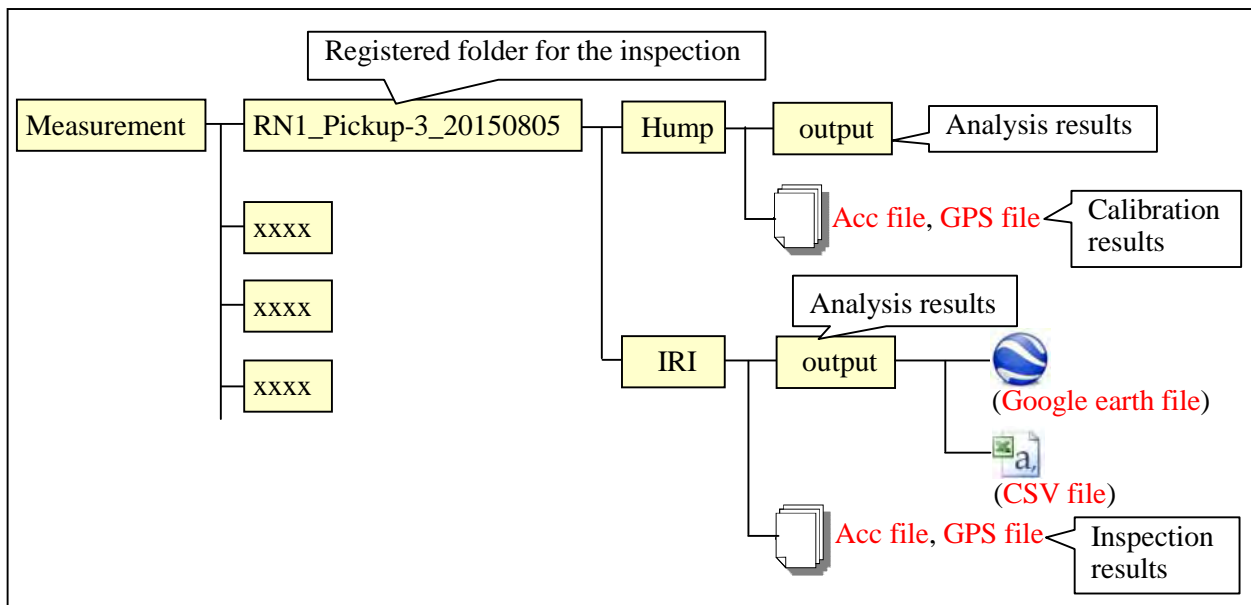 Registered folder for the inspection
Measurement
RN1_Pickup-3_20150805
Hump
output
Analysis results
xxxx
Acc file, GPS file
Calibration
results
xxxx
Analysis results
xxxx
IRI
output
(Google earth file)
a,
(CSV file)
Acc file, GPS file
Inspection
results